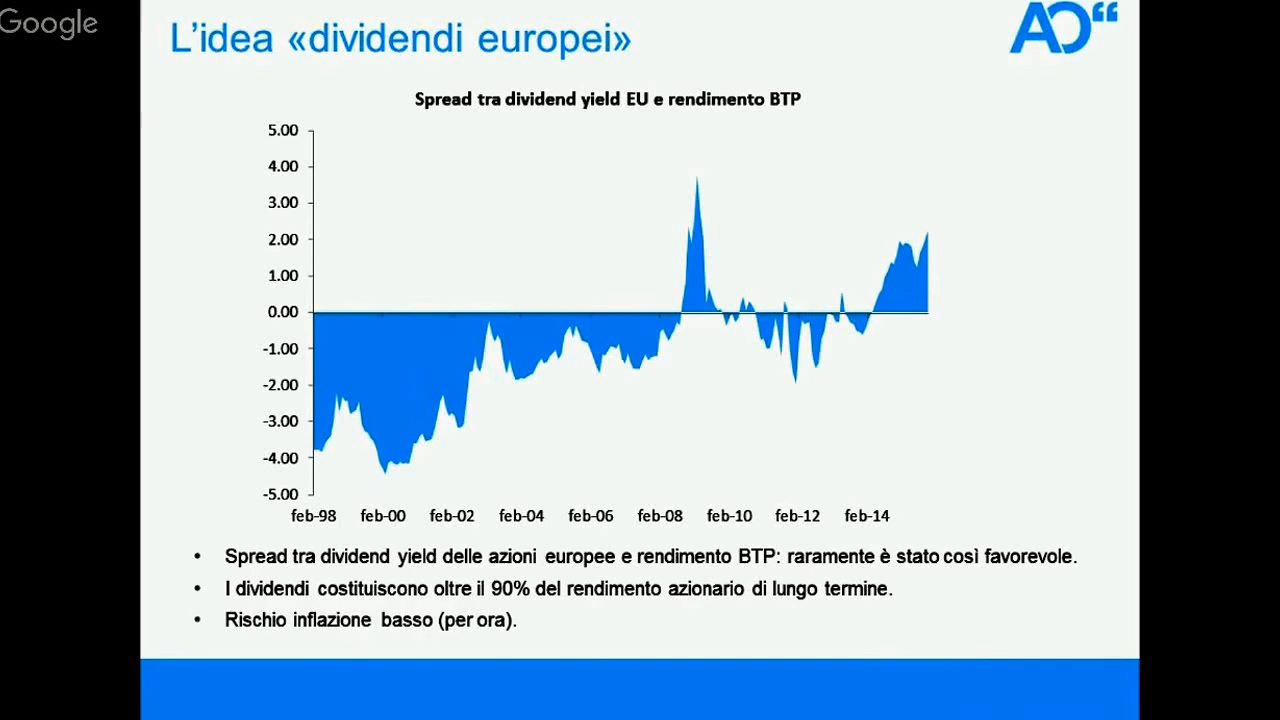 Google
L'idea «dividendi europei»
AO“
Spread tra dividend yield EU e rendimento BTP
5.00
4.00
3.00
2.00
1.00
0.00
-1.00
-2.00
-3.00
-4.00
-5.00
feb-98 feb-00 feb-02 feb-04 feb-06 feb-08 feb-10 feb-12 feb-14
• Spread tra dividend yield delle azioni europee e rendimento BTP: raramente è stato così favorevole.
• I dividendi costituiscono oltre il 90% del rendimento azionario di lungo termine.
• Rischio inflazione basso (per ora).